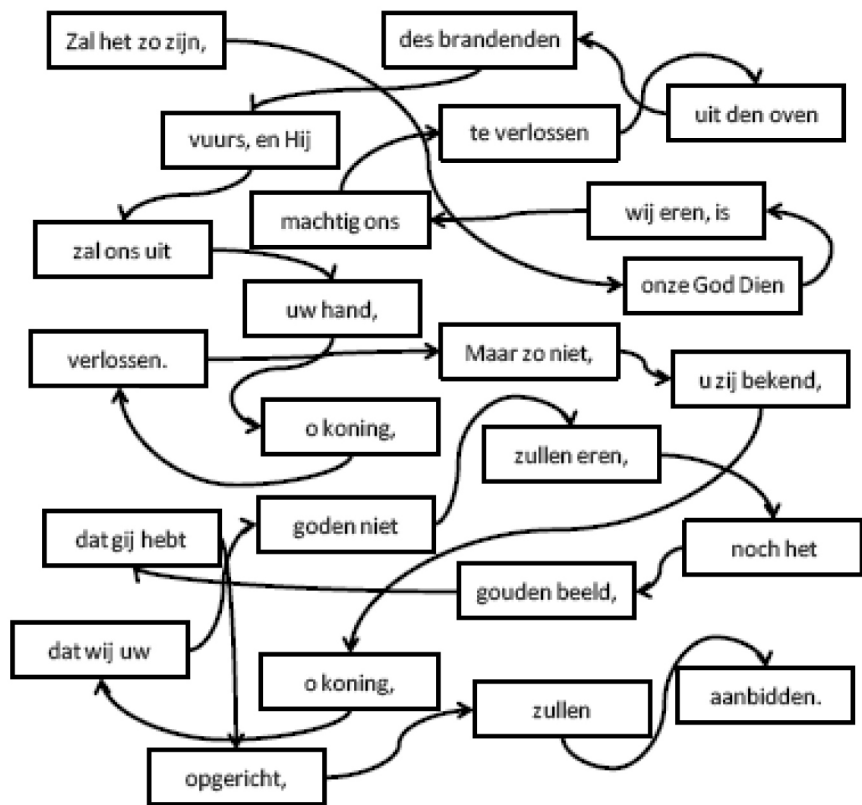 Zal het zo zijn,
onze God Dien
wij eren, is
machtig ons
te verlossen
uit den oven
des brandenden
vuurs, en Hij
zal ons uit
uw hand,
o koning,
verlossen.
Maar zo niet,
u zij bekend,
o koning,
dat wij uw
goden niet
zullen eren,
noch het
gouden beeld,
dat gij hebt
opgericht,
zullen
aanbidden.